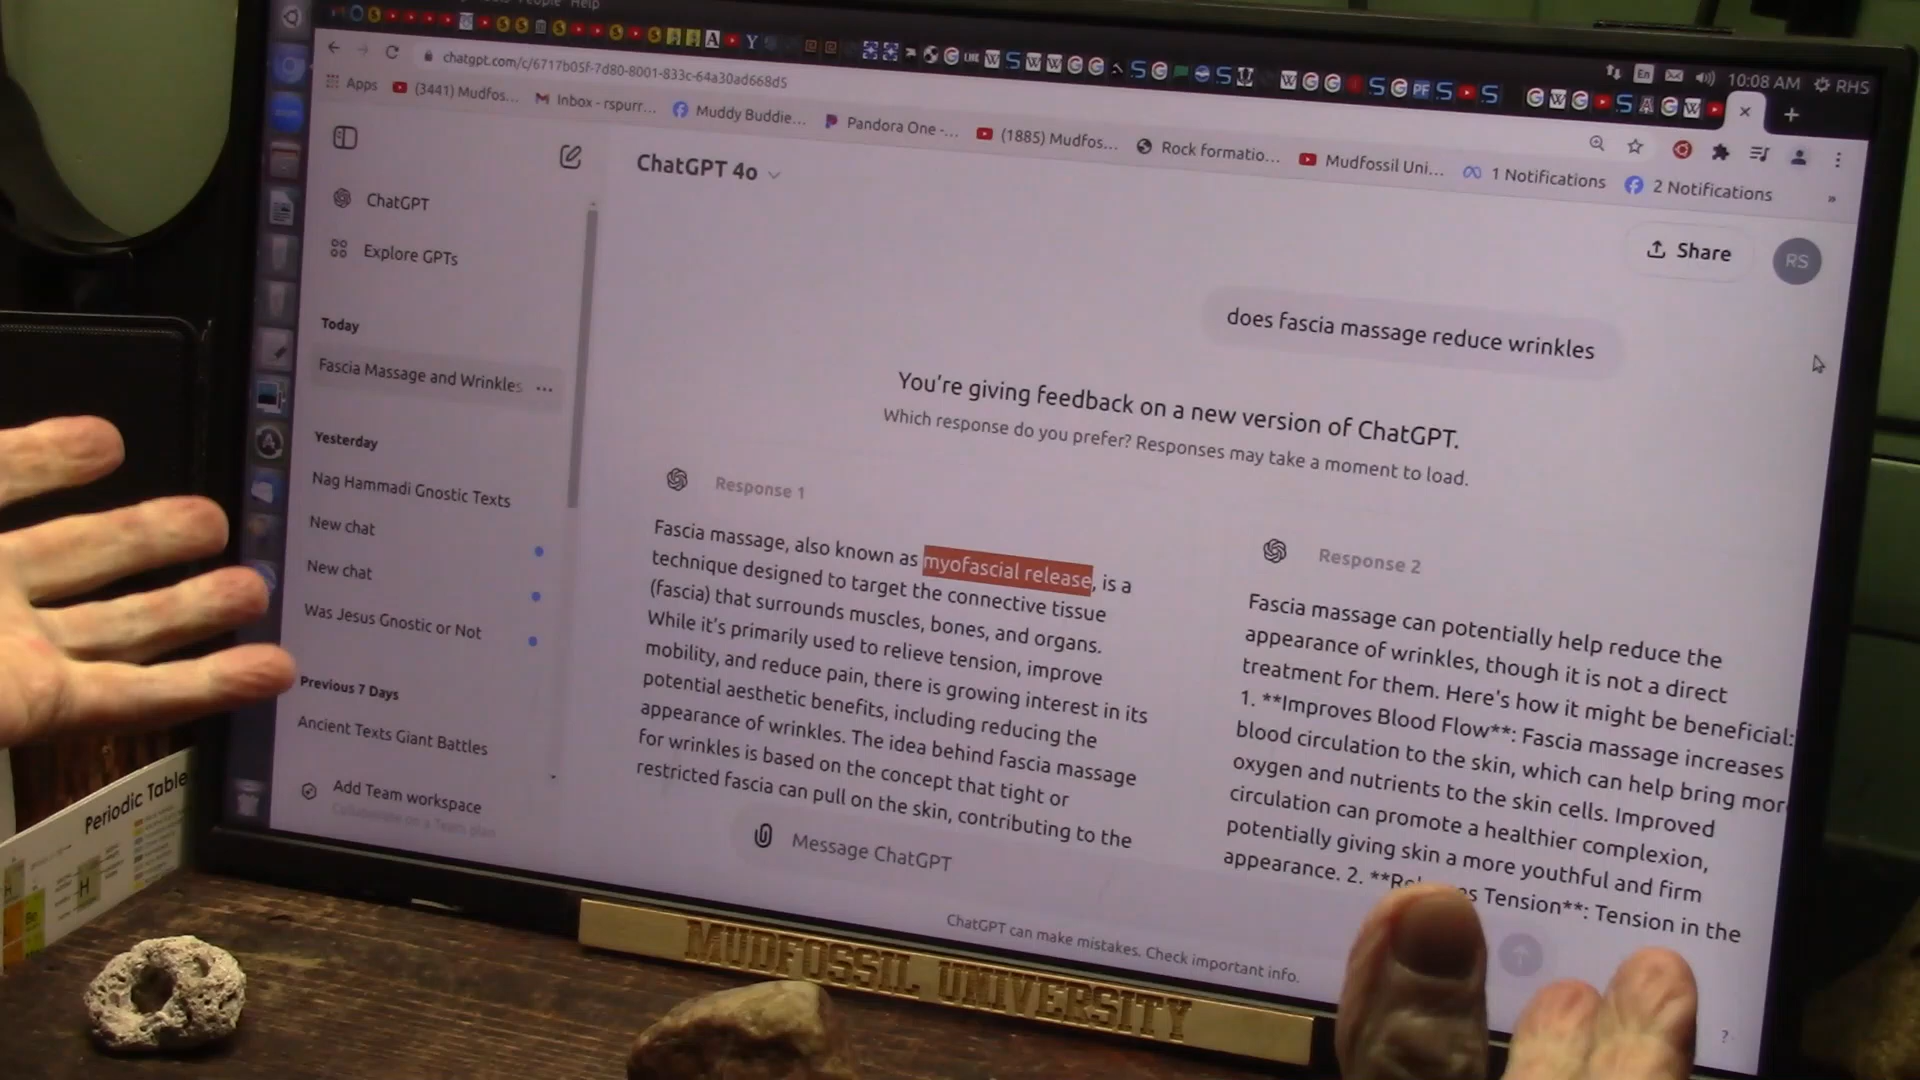 People Help
10:08 AM
RHS
chatgpt.com/c/6717b05f-7d80-8001-833c-64a30ad668d5
Apps
(3441) Mudfos...
Inbox - rspurr...
Muddy Buddie...
Pandora One -...
(1885) Mudfos...
Rock formatio...
Mudfossil Uni...
1 Notifications
2 Notifications
»
ChatGPT
Explore GPTs
Today
Fascia Massage and Wrinkles
Yesterday
Nag Hammadi Gnostic Texts
New chat
New chat
Was Jesus Gnostic or Not
Previous 7 Days
Ancient Texts Giant Battles
Add Team workspace
Collaborate on a Team plan
ChatGPT 4o
Share
RS
does fascia massage reduce wrinkles
You're giving feedback on a new version of ChatGPT.
Which response do you prefer? Responses may take a moment to load.
Response 1
Fascia massage, also known as myofascial release, is a
technique designed to target the connective tissue
(fascia) that surrounds muscles, bones, and organs.
While it's primarily used to relieve tension, improve
mobility, and reduce pain, there is growing interest in its
potential aesthetic benefits, including reducing the
appearance of wrinkles. The idea behind fascia massage
for wrinkles is based on the concept that tight or
restricted fascia can pull on the skin, contributing to the
Response 2
Fascia massage can potentially help reduce the
appearance of wrinkles, though it is not a direct
treatment for them. Here's how it might be beneficial:
1. **Improves Blood Flow**: Fascia massage increases
blood circulation to the skin, which can help bring mor
oxygen and nutrients to the skin cells. Improved
circulation can promote a healthier complexion,
potentially giving skin a more youthful and firm
appearance. 2. Tension**: Tension in the
Message ChatGPT
ChatGPT can make mistakes. Check important info.
?
MUDFOSSIL UNIVERSITY
Periodic Table
H
H